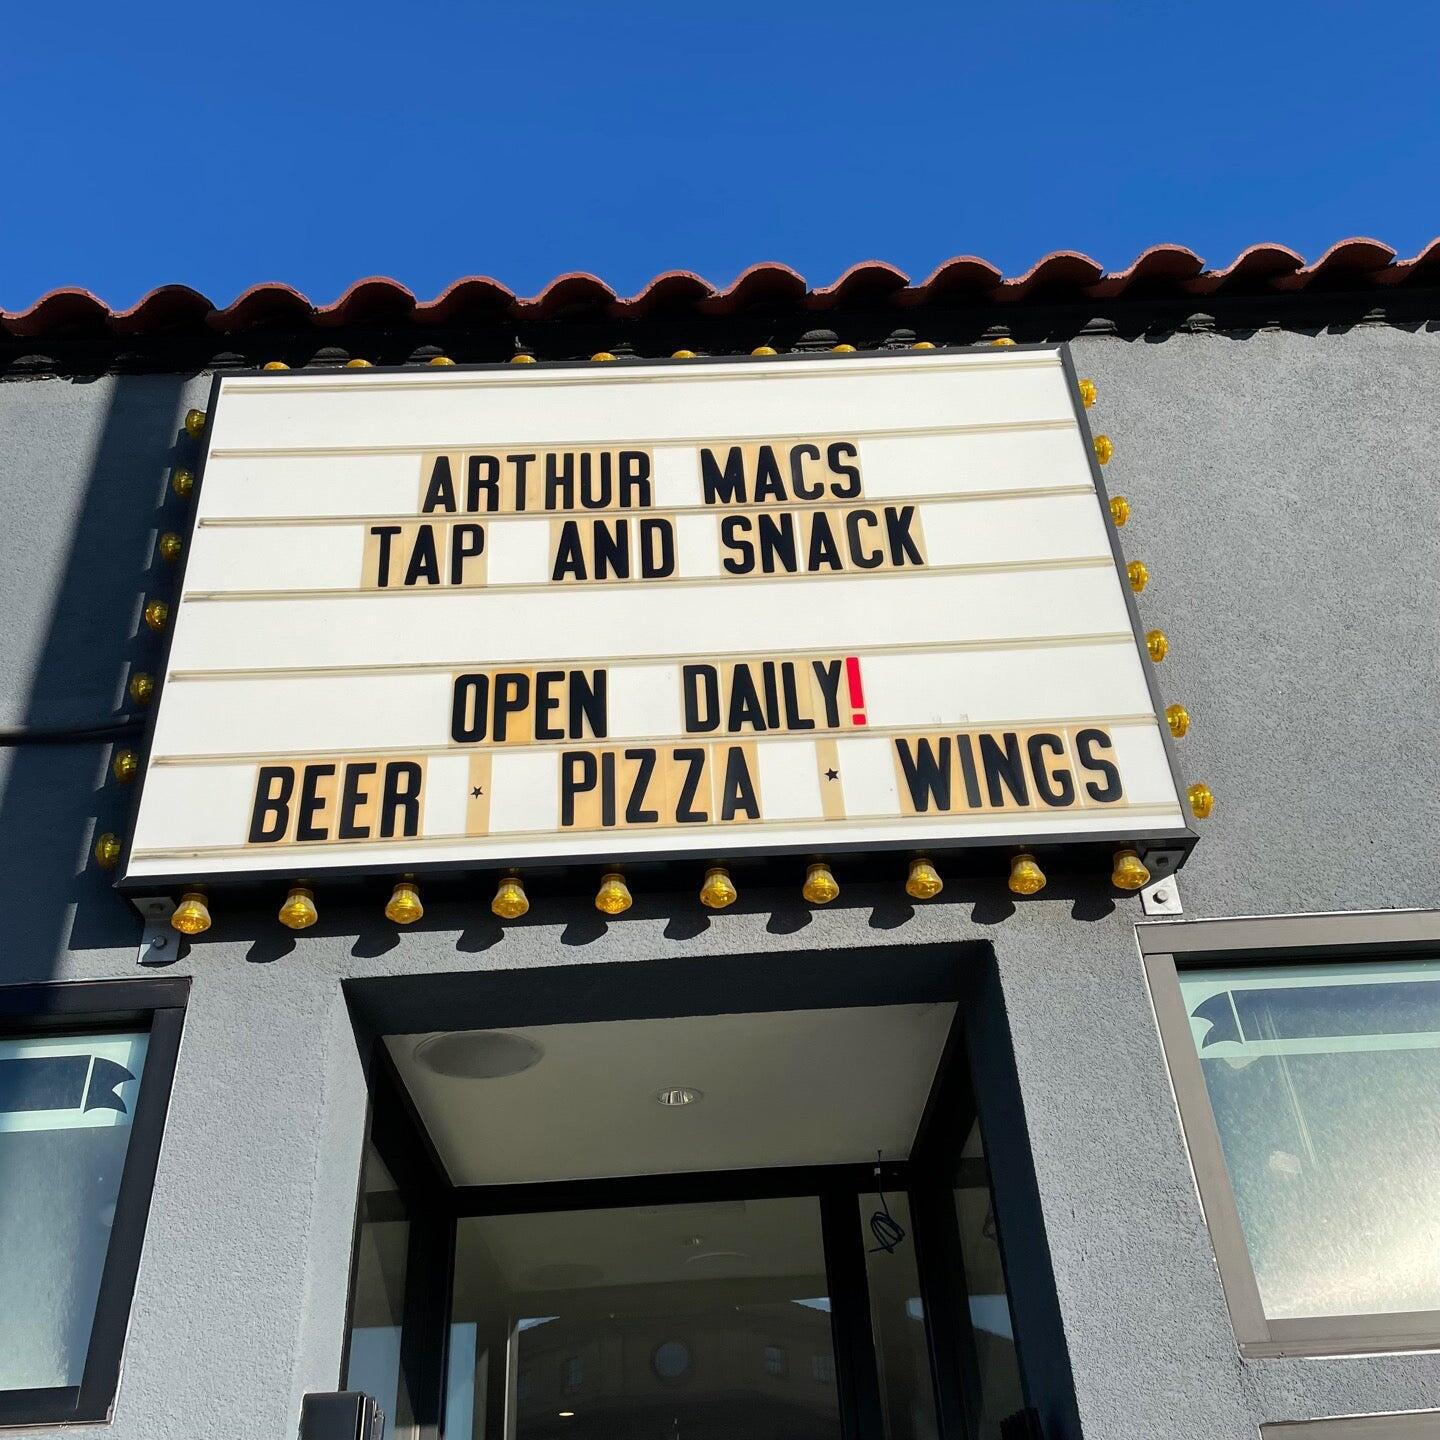 ARTHUR MACS
TAP AND SNACK
OPEN DAILY!
BEER ★ PIZZA ★ WINGS